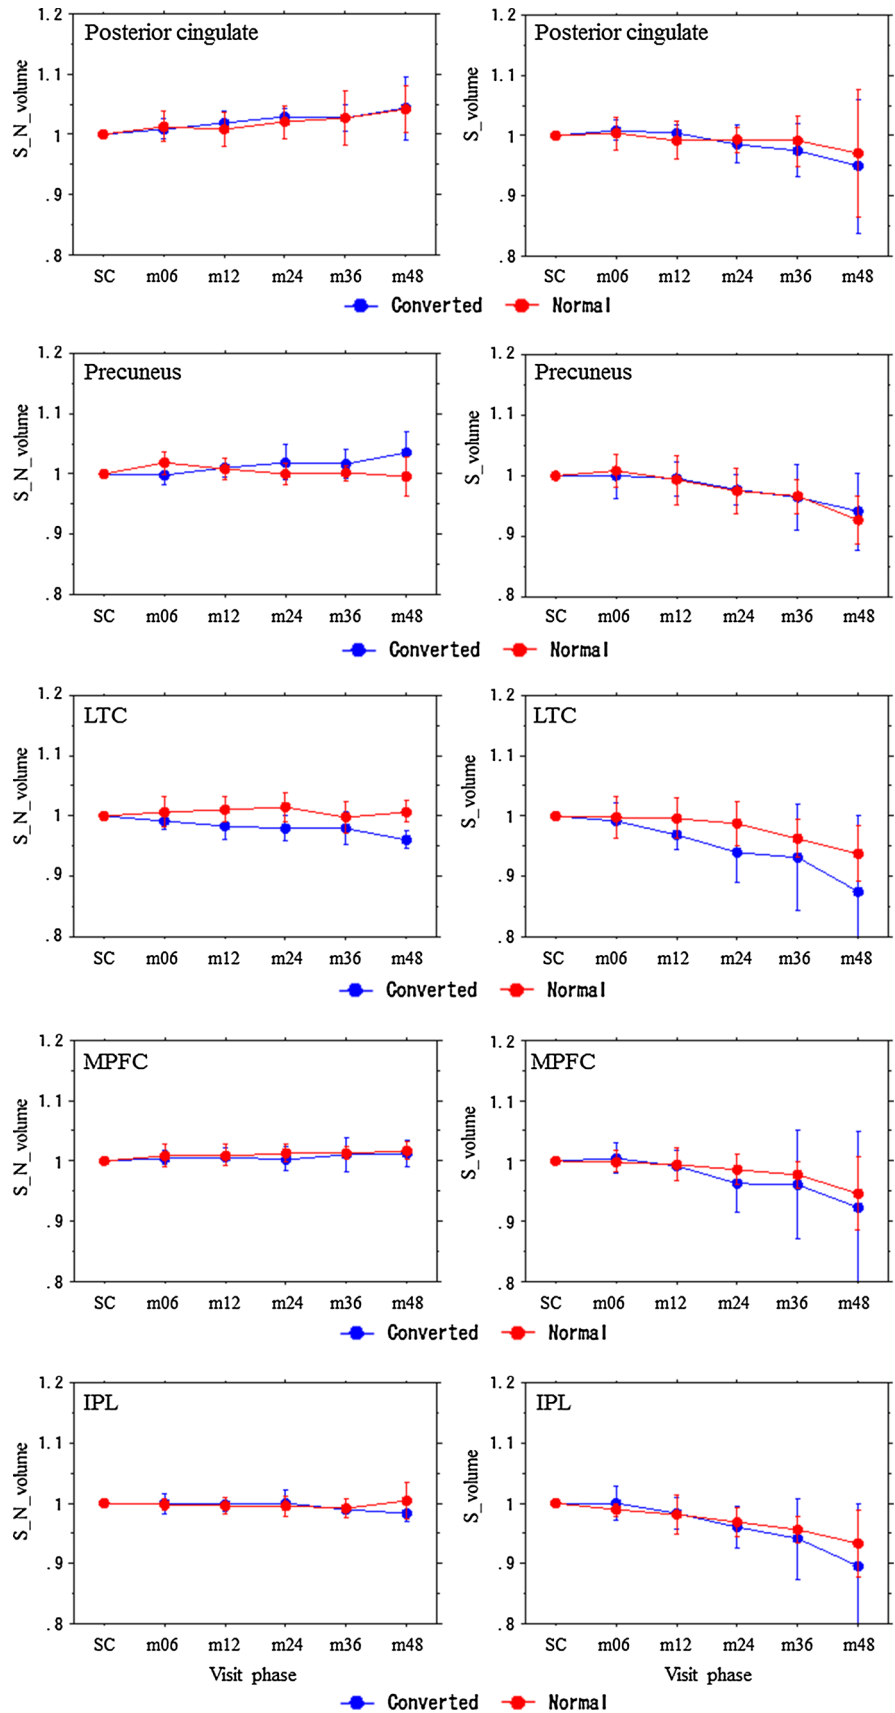 Posterior cingulate
S_N_volume
1.2
1.1
1
.9
.8
SC m06 m12 m24 m36 m48
Posterior cingulate
S_volume
1.2
1.1
1
.9
.8
SC m06 m12 m24 m36 m48
Converted Normal
Precuneus
S_N_volume
1.2
1.1
1
.9
.8
SC m06 m12 m24 m36 m48
Precuneus
S_volume
1.2
1.1
1
.9
.8
SC m06 m12 m24 m36 m48
Converted Normal
LTC
S_N_volume
1.2
1.1
1
.9
.8
SC m06 m12 m24 m36 m48
LTC
S_volume
1.2
1.1
1
.9
.8
SC m06 m12 m24 m36 m48
Converted Normal
MPFC
S_N_volume
1.2
1.1
1
.9
.8
SC m06 m12 m24 m36 m48
MPFC
S_volume
1.2
1.1
1
.9
.8
SC m06 m12 m24 m36 m48
Converted Normal
IPL
S_N_volume
1.2
1.1
1
.9
.8
SC m06 m12 m24 m36 m48
Visit phase
IPL
S_volume
1.2
1.1
1
.9
.8
SC m06 m12 m24 m36 m48
Visit phase
Converted Normal